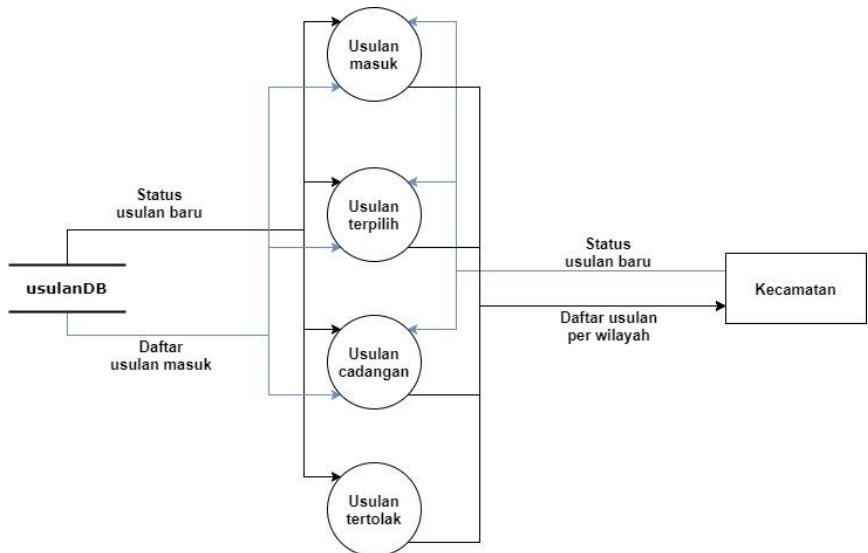 Usulan
masuk
Status
usulan baru
Usulan
terpilih
usulanDB
Status
usulan baru
Kecamatan
Daftar usulan
per wilayah
Daftar
usulan masuk
Usulan
cadangan
Usulan
tertolak